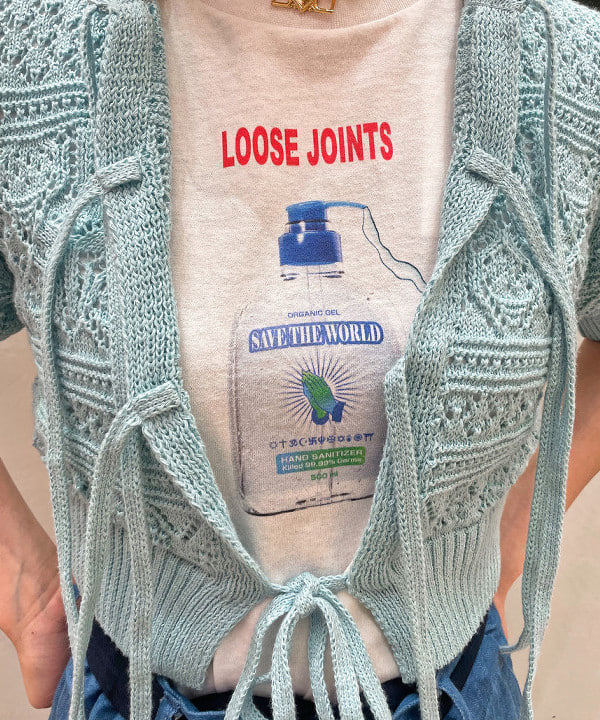 LOOSE JOINTS
ORGANIC GEL
SAVE THE WORLD
HAND SANITIZER
Killed 99.99% Germs
500 ml